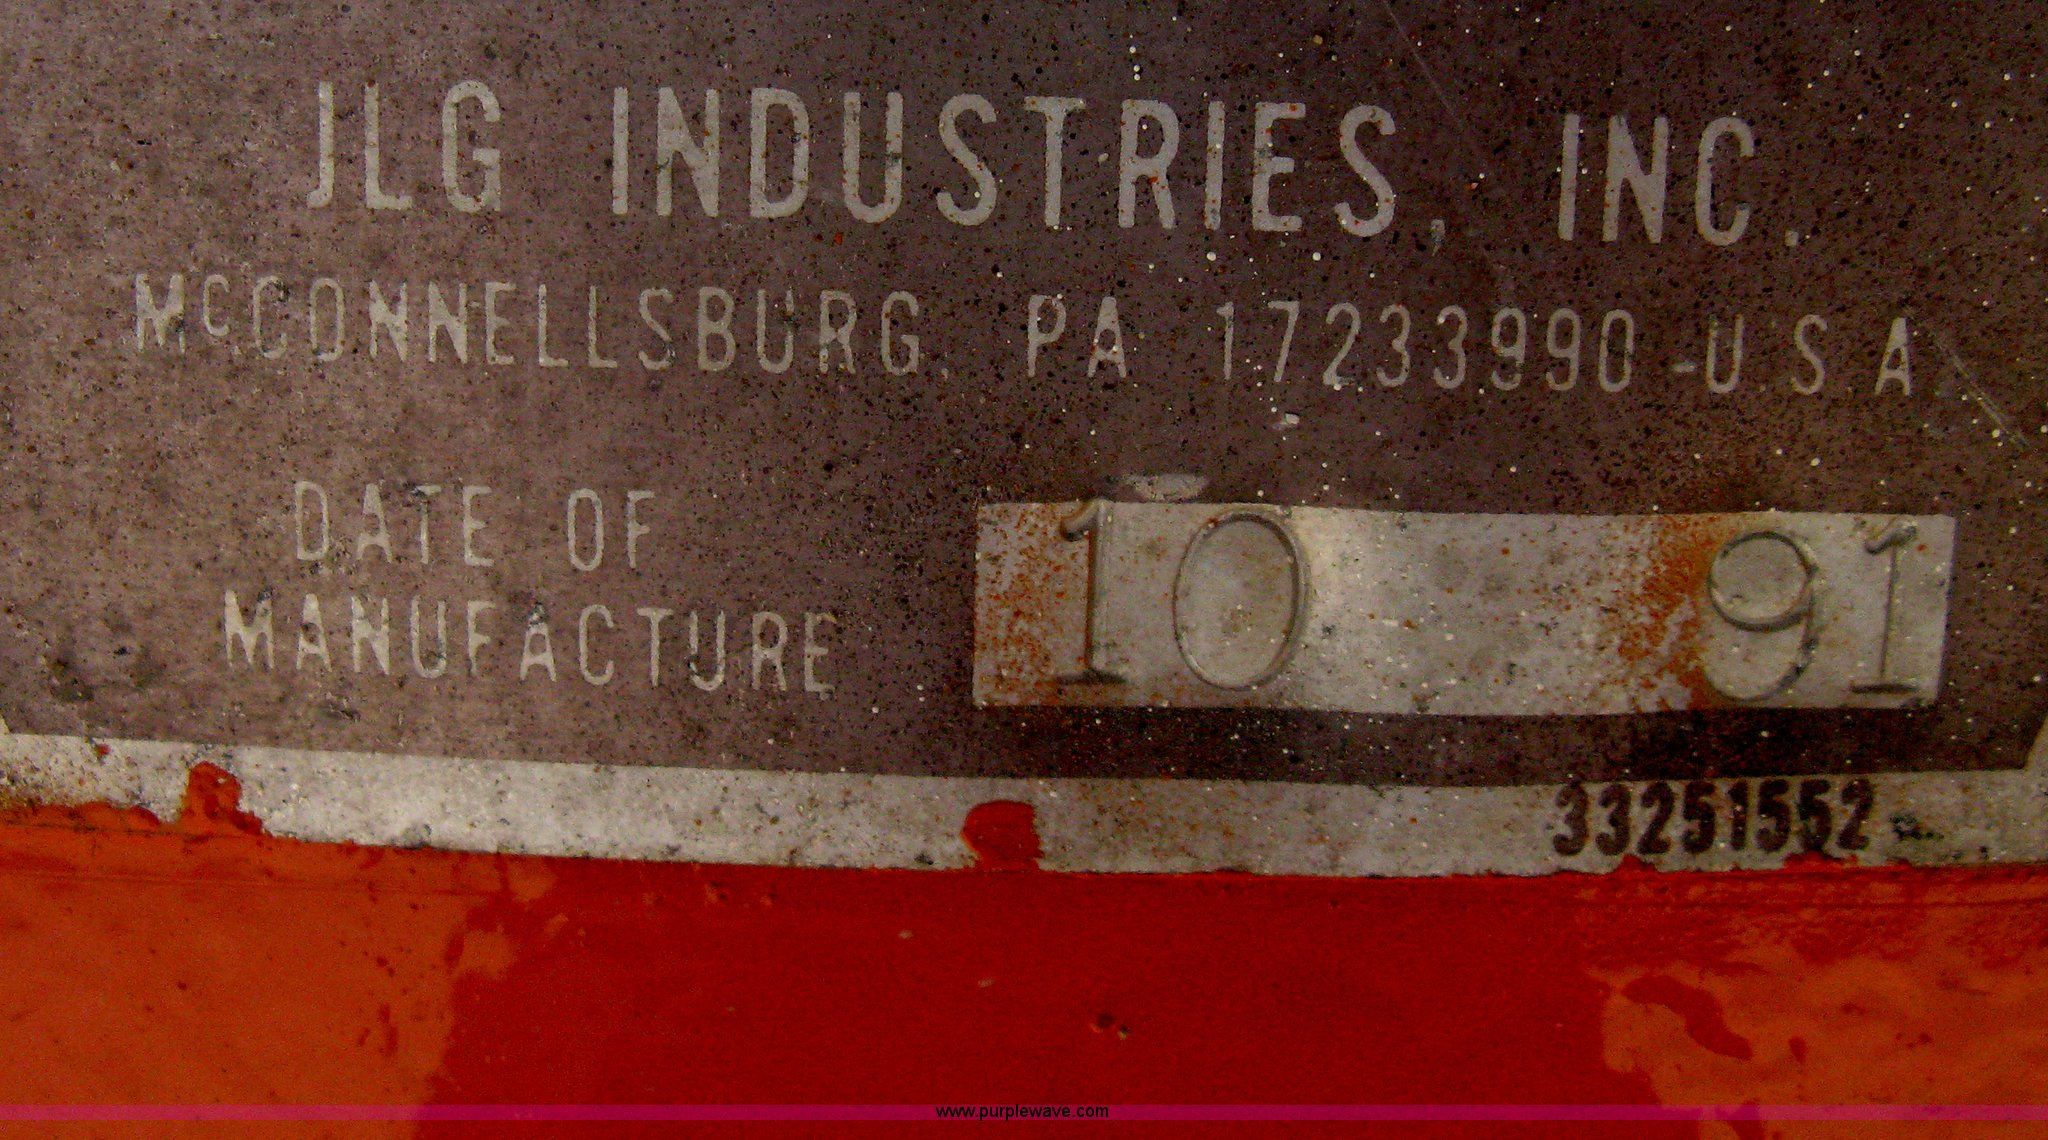 JLG INDUSTRIES, INC.
McCONNELLSBURG, PA 17233990-U.S.A
DATE OF
MANUFACTURE
10 91
33251552
www.purplewave.com